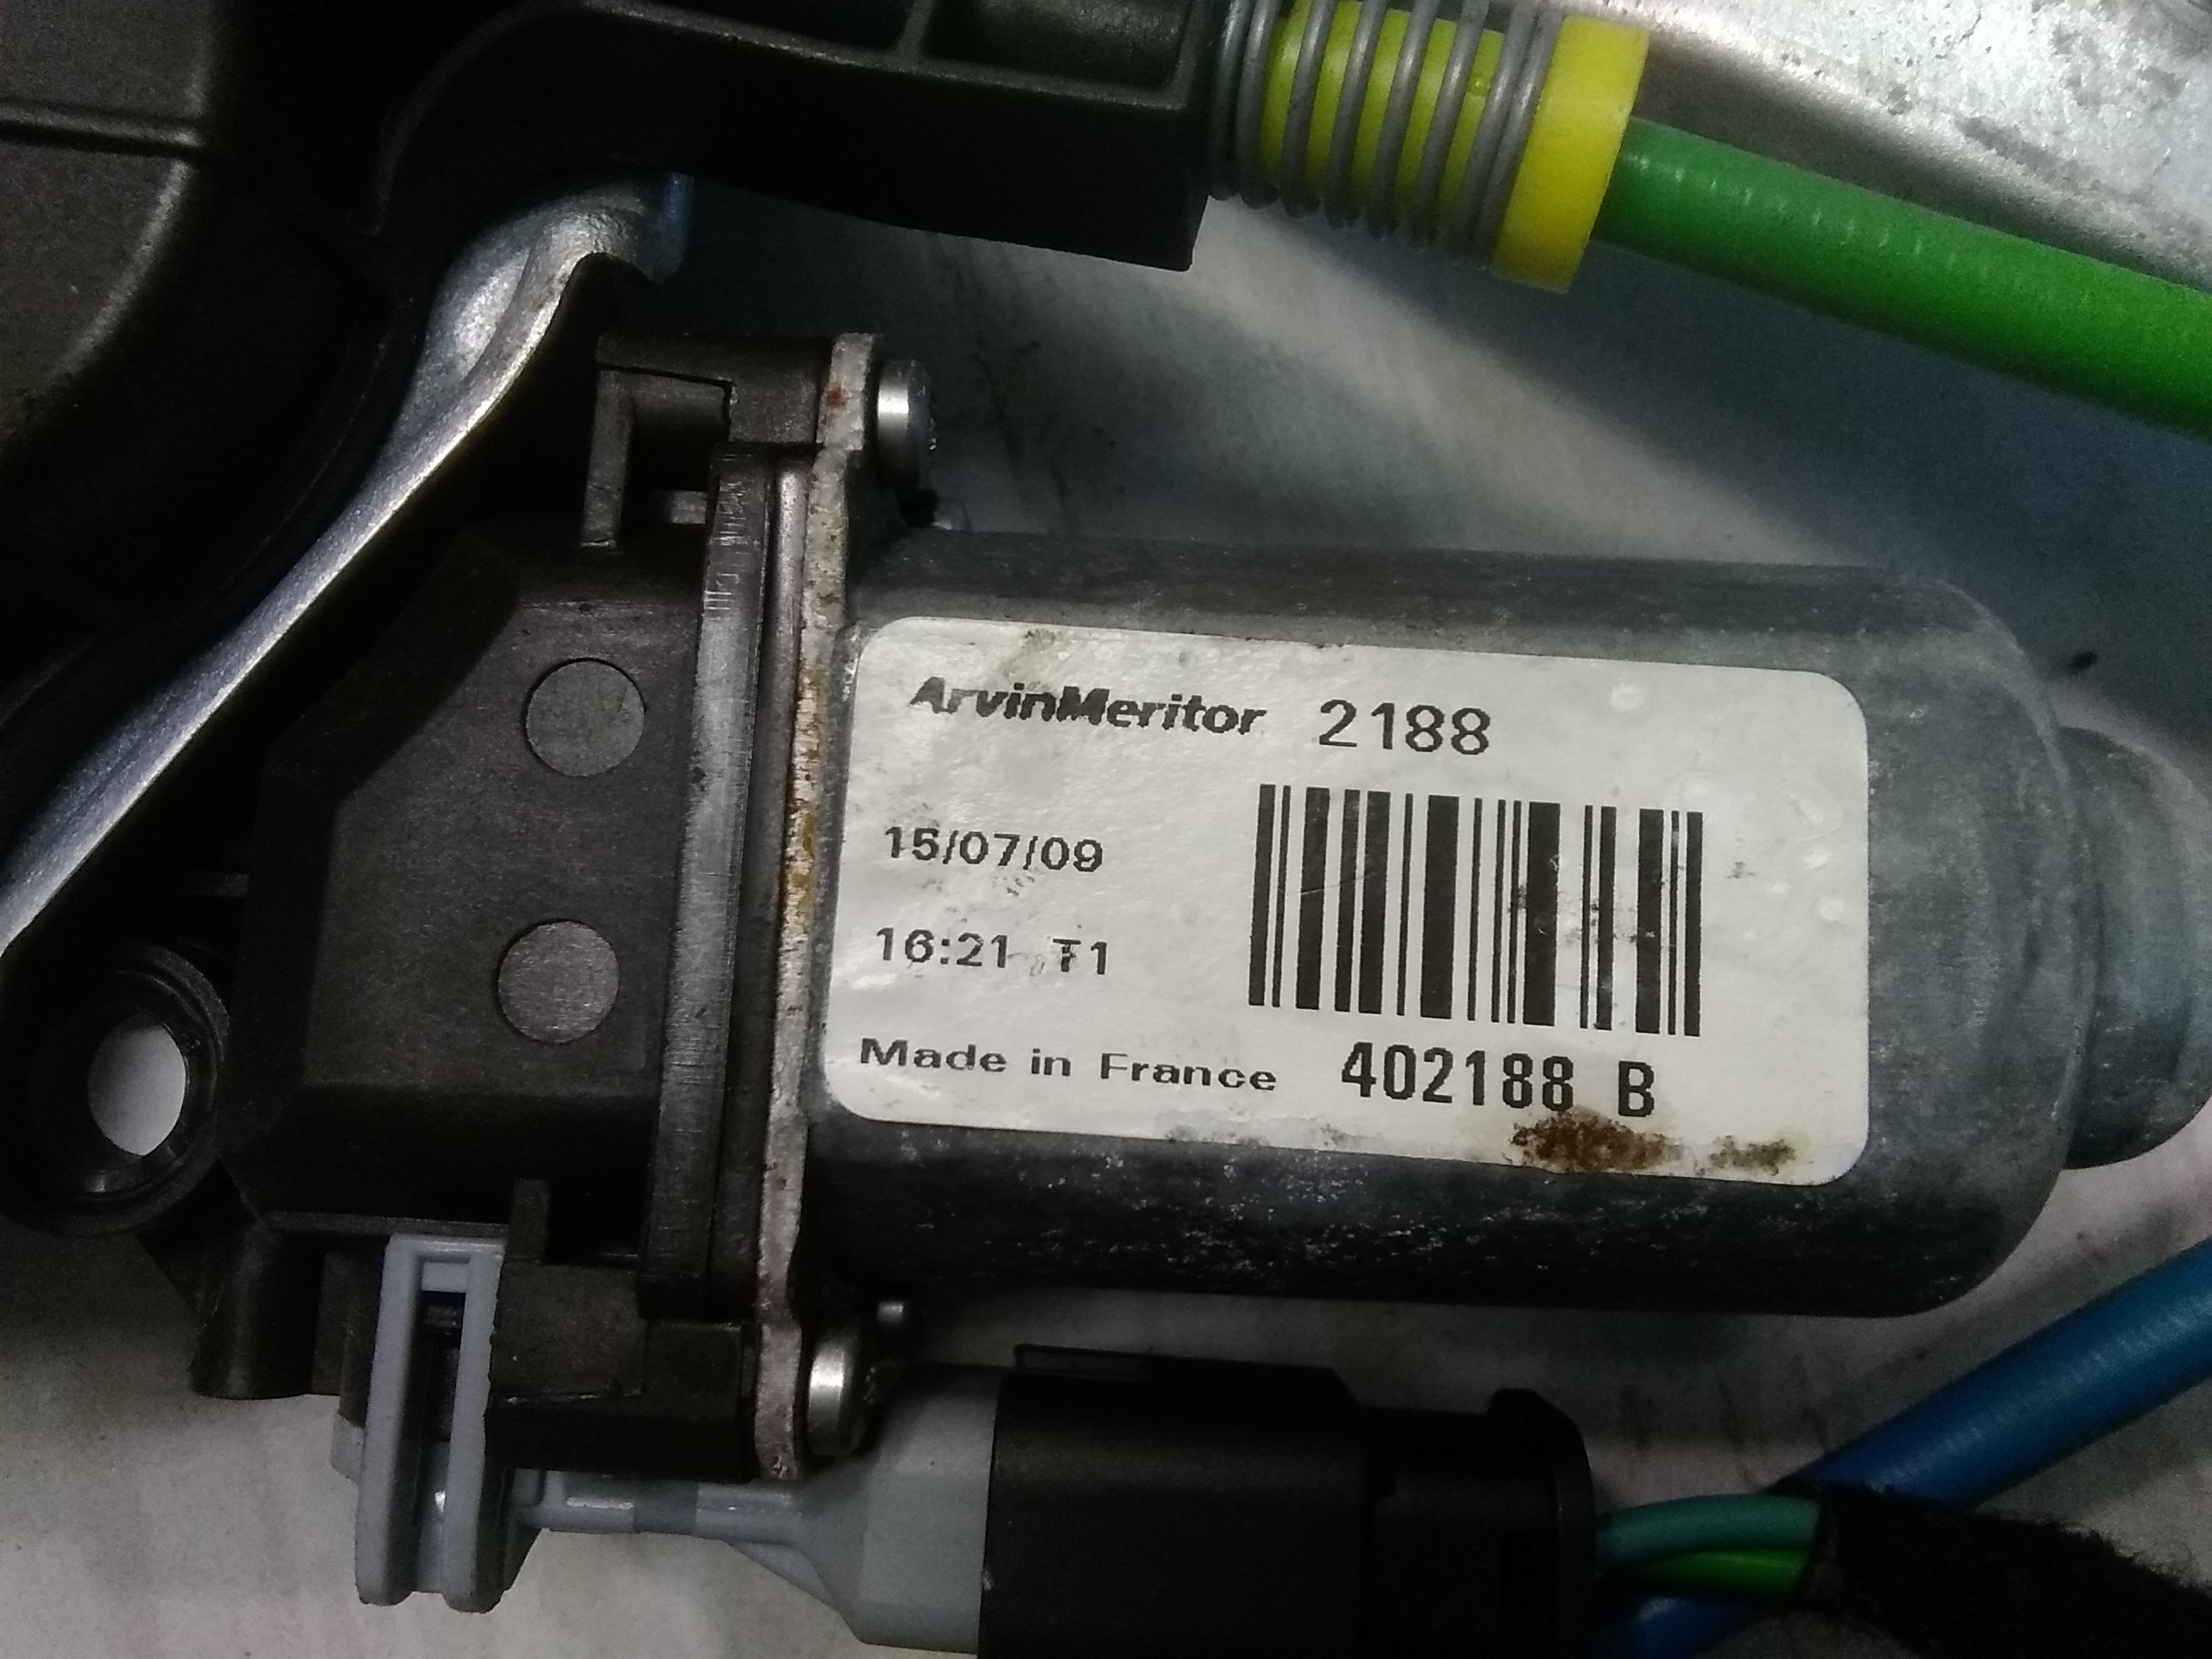 ArvinMeritor 2188
15/07/09
16:21 T1
Made in France 402188 B